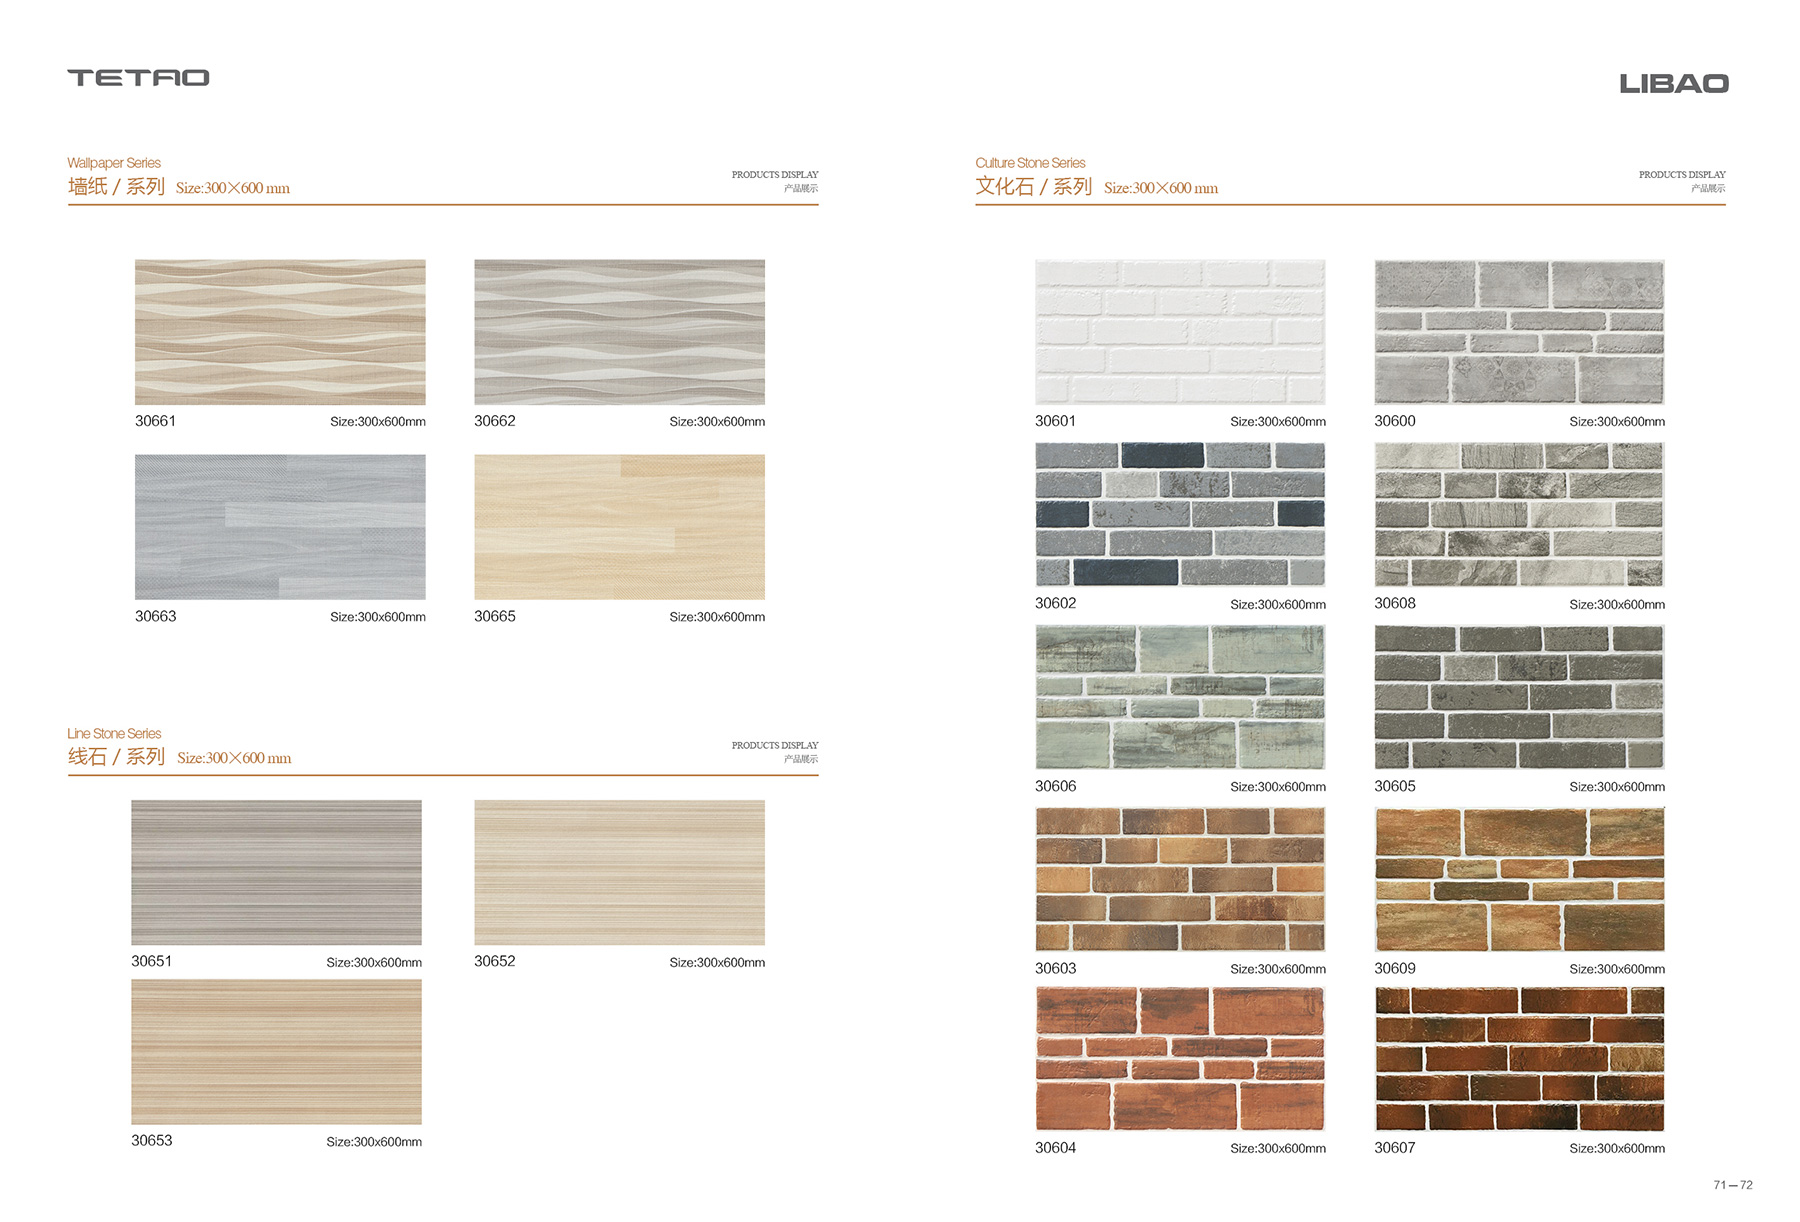 TETAO
LIBAO
Wallpaper Series
墙纸 / 系列 Size:300×600 mm
PRODUCTS DISPLAY
产品展示
30661 Size:300x600mm
30662 Size:300x600mm
30663 Size:300x600mm
30665 Size:300x600mm
Line Stone Series
线石 / 系列 Size:300×600 mm
PRODUCTS DISPLAY
产品展示
30651 Size:300x600mm
30652 Size:300x600mm
30653 Size:300x600mm
Culture Stone Series
文化石 / 系列 Size:300×600 mm
PRODUCTS DISPLAY
产品展示
30601 Size:300x600mm
30600 Size:300x600mm
30602 Size:300x600mm
30608 Size:300x600mm
30606 Size:300x600mm
30605 Size:300x600mm
30603 Size:300x600mm
30609 Size:300x600mm
30604 Size:300x600mm
30607 Size:300x600mm
71—72